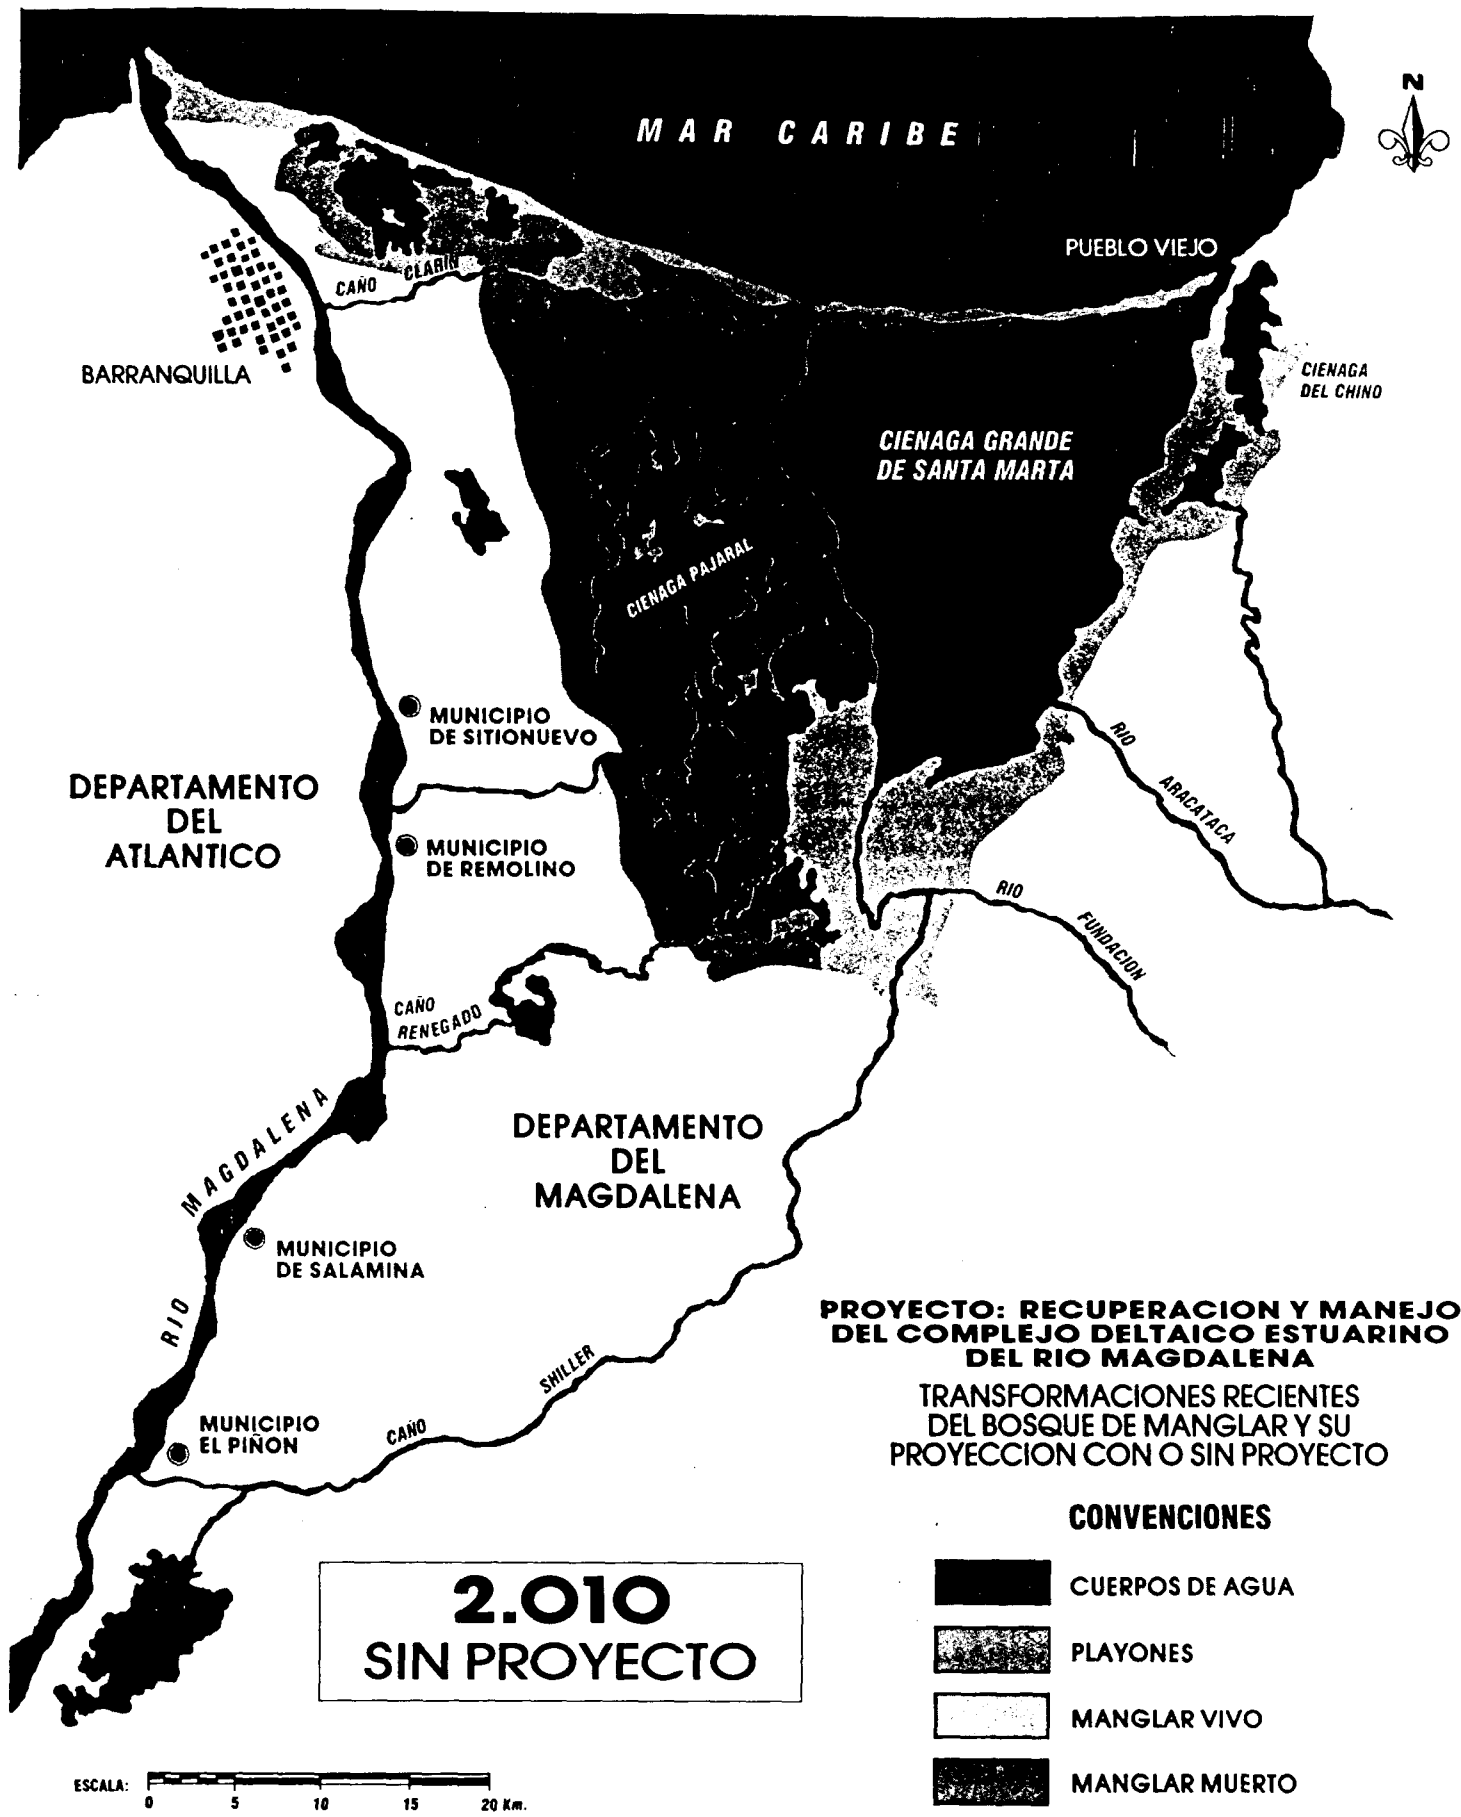 N
MAR CARIBE
PUEBLO VIEJO
CAÑO CLARIN
BARRANQUILLA
CIENAGA
DEL CHINO
CIENAGA GRANDE
DE SANTA MARTA
CIENAGA PAJARAL
MUNICIPIO
DE SITIONUEVO
RIO ARACATACA
DEPARTAMENTO
DEL
ATLANTICO
MUNICIPIO
DE REMOLINO
RIO FUNDACION
CAÑO
RENEGADO
RIO MAGDALENA
DEPARTAMENTO
DEL
MAGDALENA
MUNICIPIO
DE SALAMINA
CAÑO SHILLER
MUNICIPIO
EL PIÑON
PROYECTO: RECUPERACION Y MANEJO
DEL COMPLEJO DELTAICO ESTUARINO
DEL RIO MAGDALENA
TRANSFORMACIONES RECIENTES
DEL BOSQUE DE MANGLAR Y SU
PROYECCION CON O SIN PROYECTO
CONVENCIONES
CUERPOS DE AGUA
PLAYONES
MANGLAR VIVO
MANGLAR MUERTO
2.010
SIN PROYECTO
ESCALA:
0 5 10 15 20 Km.